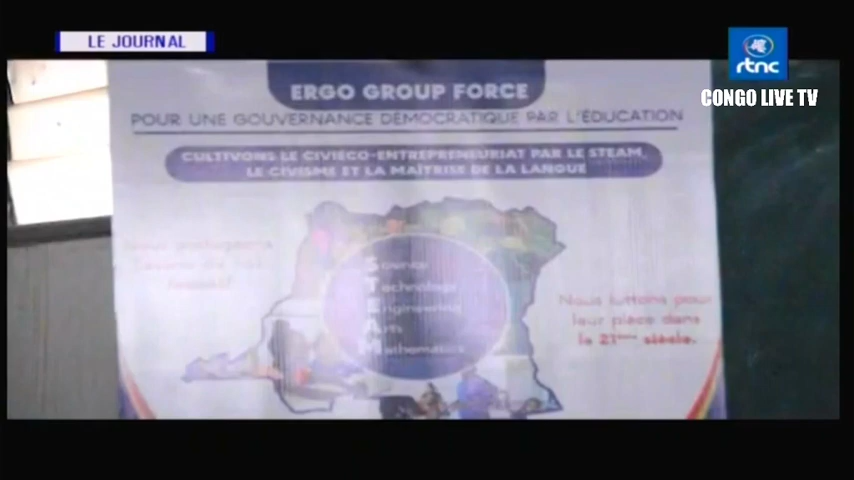 LE JOURNAL
rtnc
CONGO LIVE TV
ERGO GROUP FORCE
POUR UNE GOUVERNANCE DÉMOCRATIQUE PAR L'ÉDUCATION
CULTIVONS LE CIVIECO-ENTREPRENEURIAT PAR LE STEAM,
LE CIVISME ET LA MAÎTRISE DE LA LANGUE
Nous
Science
Technology
Engineering
Arts
Mathematics
Nous luttons pour
leur place dans
le 21ème siècle.